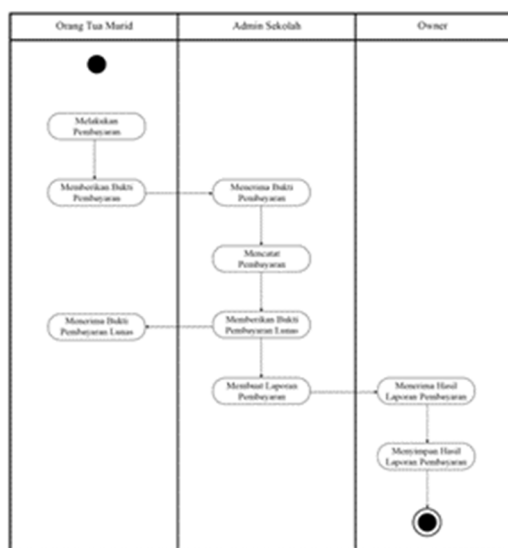 Orang Tua Murid
Admin Sekolah
Owner
Melakukan
Pembayaran
Memberikan Bukti
Pembayaran
Menerima Bukti
Pembayaran
Mencatat
Pembayaran
Memberikan Bukti
Pembayaran Lunas
Menerima Bukti
Pembayaran Lunas
Membuat Laporan
Pembayaran
Menerima Hasil
Laporan Pembayaran
Menyimpan Hasil
Laporan Pembayaran